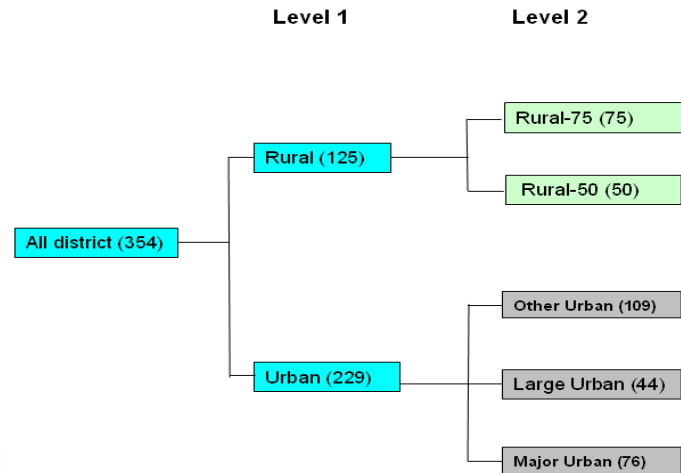 Level 1
Level 2
Rural-75 (75)
Rural (125)
Rural-50 (50)
All district (354)
Other Urban (109)
Urban (229)
Large Urban (44)
Major Urban (76)